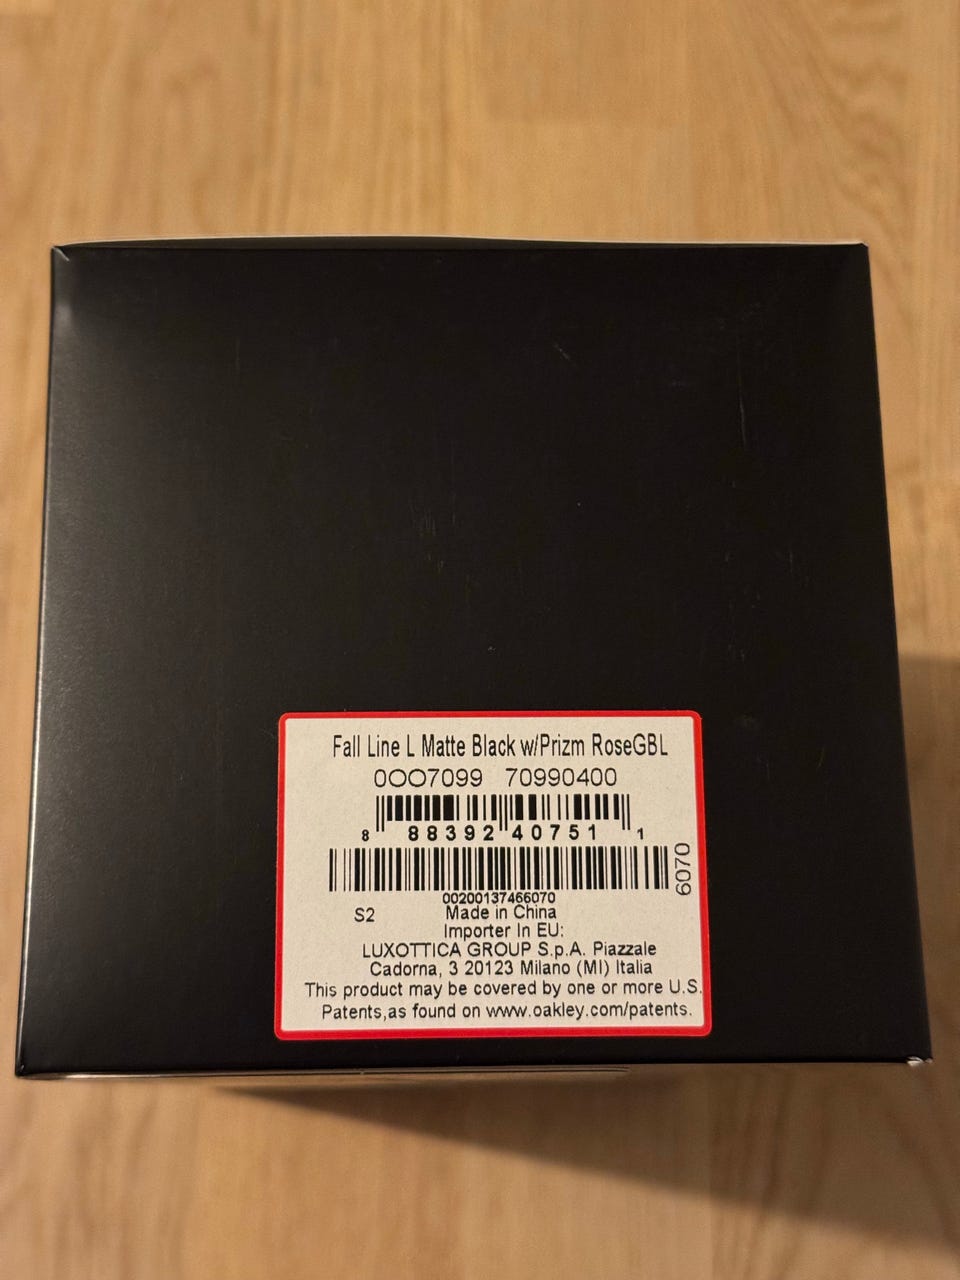 Fall Line L Matte Black w/Prizm RoseGBL
0OO7099 70990400
8 88392 40751 1
6070
00200137466070
S2 Made in China
Importer In EU:
LUXOTTICA GROUP S.p.A. Piazzale
Cadorna, 3 20123 Milano (MI) Italia
This product may be covered by one or more U.S.
Patents,as found on www.oakley.com/patents.